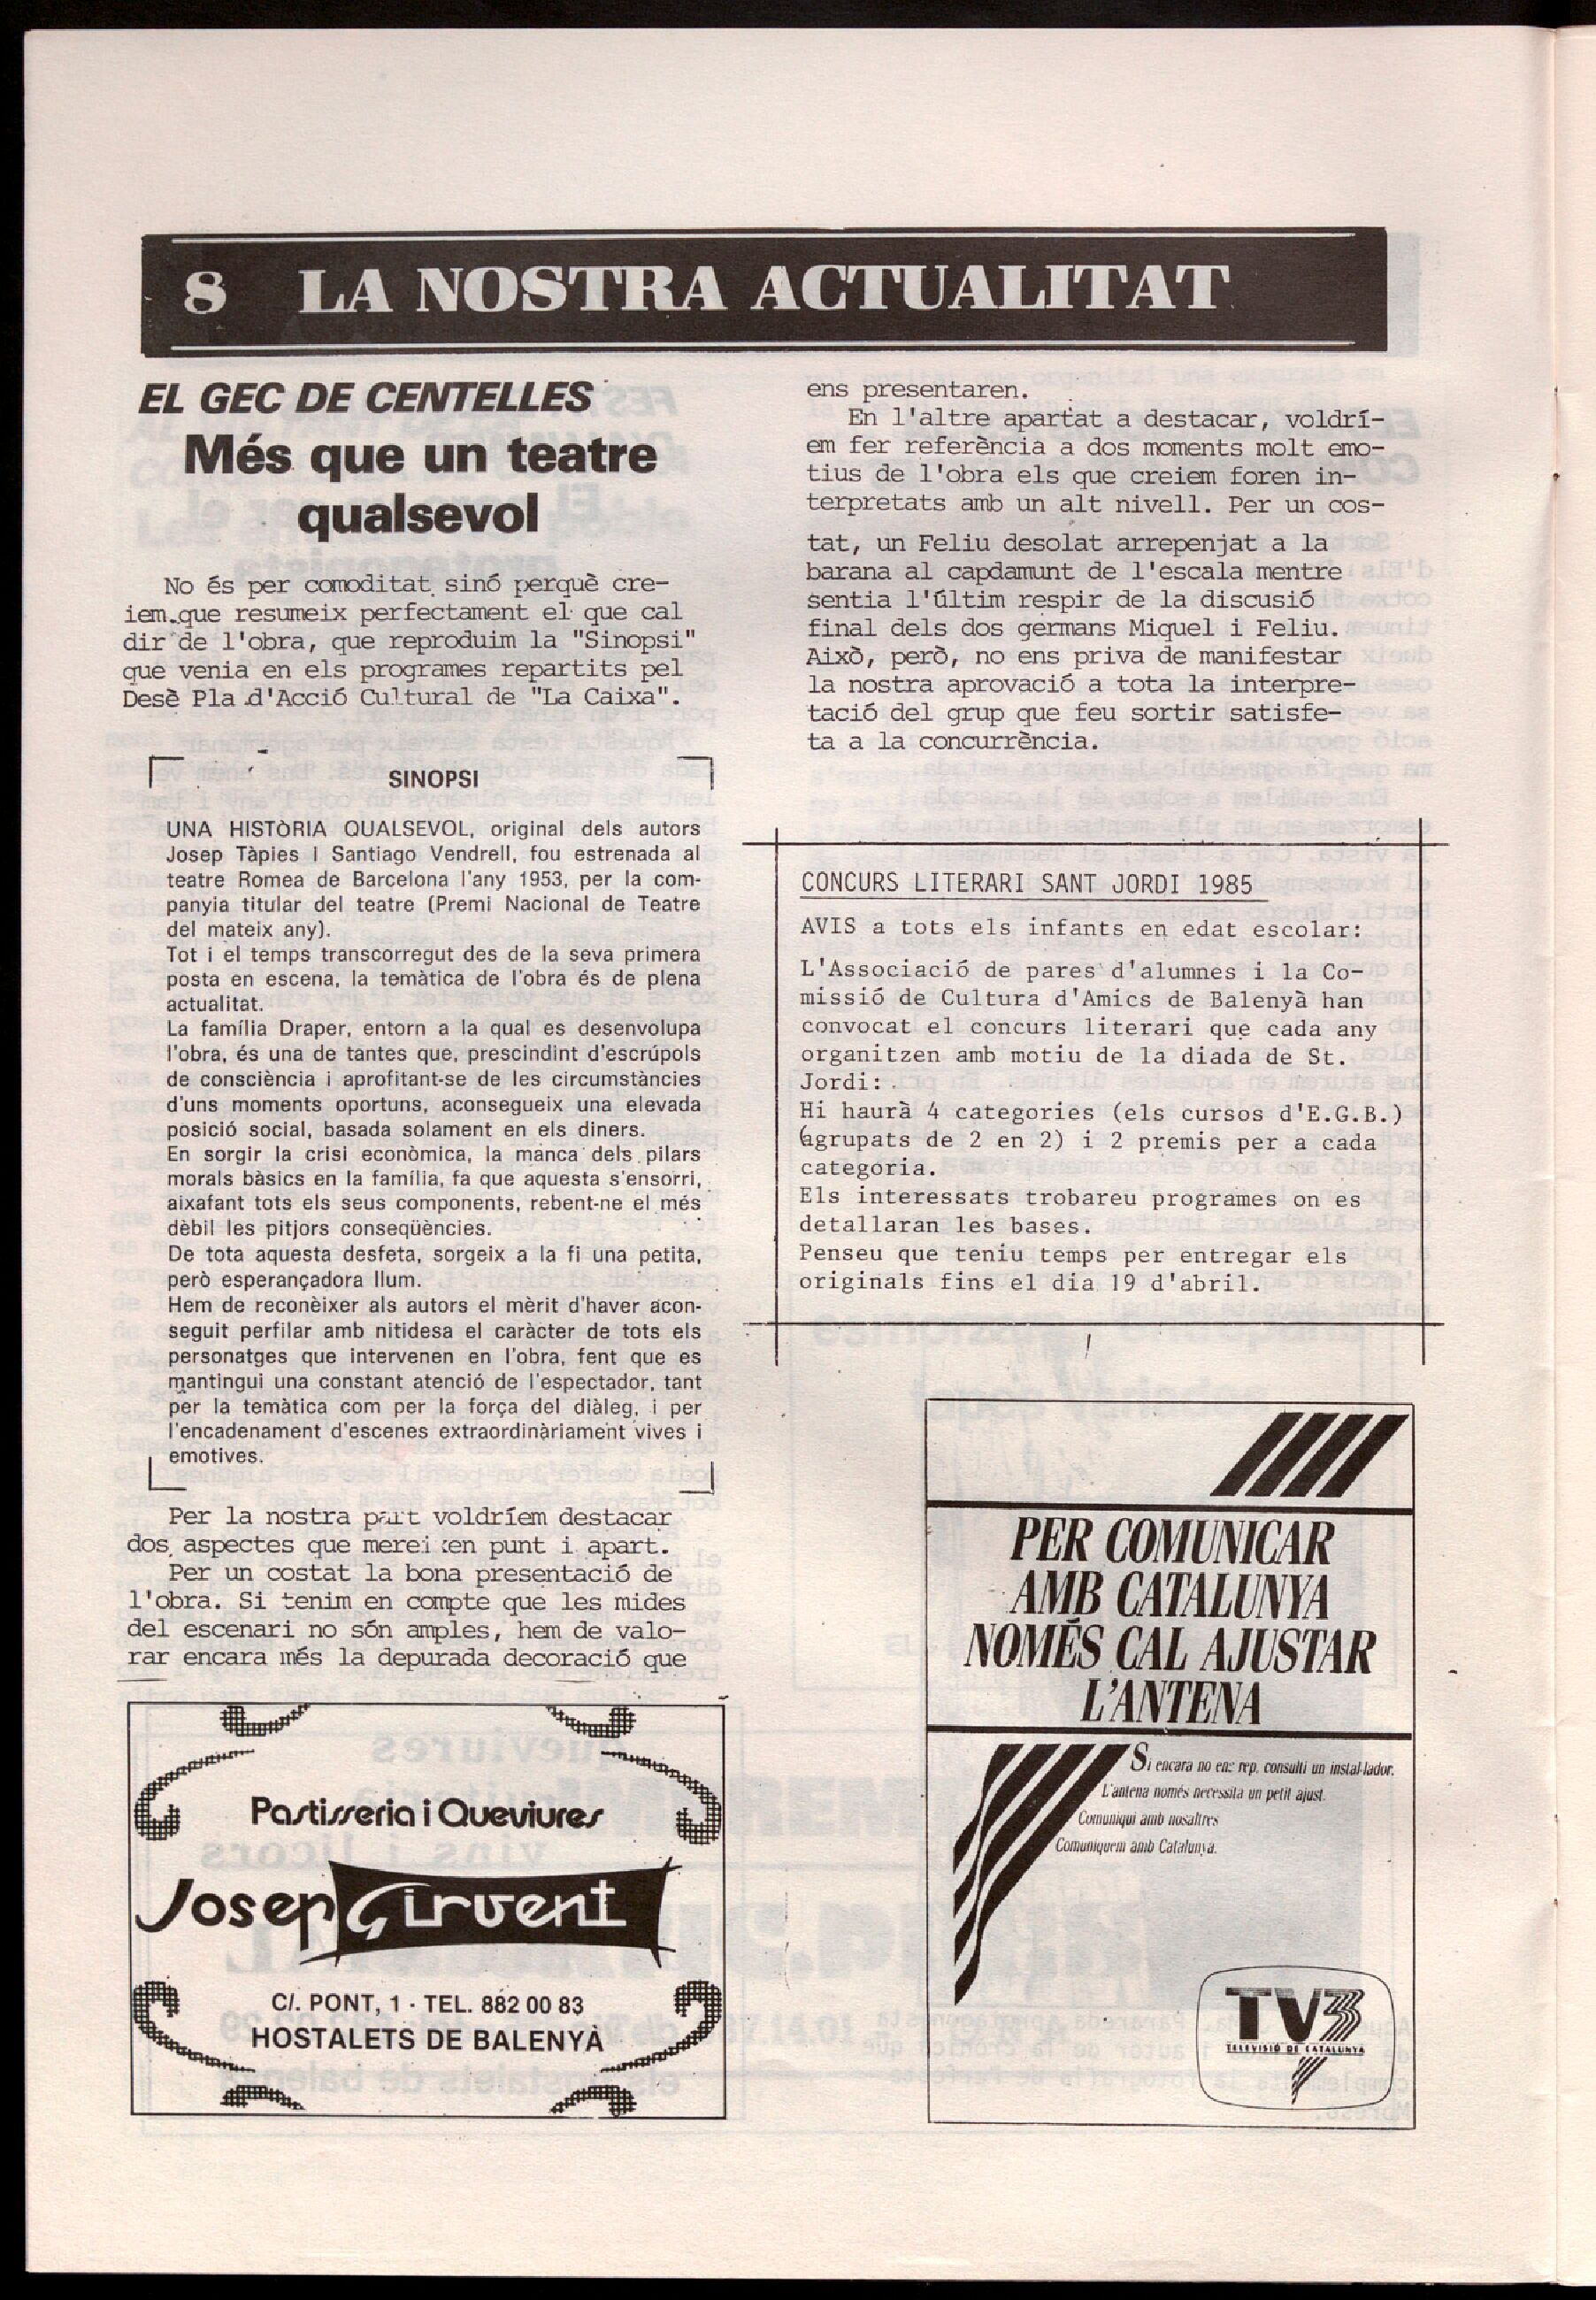 8 LA NOSTRA ACTUALITAT
EL GEC DE CENTELLES
Més que un teatre
qualsevol
No és per comoditat sinó perquè cre-
iem que resumeix perfectament el que cal
dir de l'obra, que reproduim la "Sinopsi"
que venia en els programes repartits pel
Desè Pla d'Acció Cultural de "La Caixa".
SINOPSI
UNA HISTÒRIA QUALSEVOL, original dels autors
Josep Tàpies i Santiago Vendrell, fou estrenada al
teatre Romea de Barcelona l'any 1953, per la com-
panyia titular del teatre (Premi Nacional de Teatre
del mateix any).
Tot i el temps transcorregut des de la seva primera
posta en escena, la temàtica de l'obra és de plena
actualitat.
La família Draper, entorn a la qual es desenvolupa
l'obra, és una de tantes que, prescindint d'escrúpols
de consciència i aprofitant-se de les circumstàncies
d'uns moments oportuns, aconsegueix una elevada
posició social, basada solament en els diners.
En sorgir la crisi econòmica, la manca dels pilars
morals bàsics en la família, fa que aquesta s'ensorri,
aixafant tots els seus components, rebent-ne el més
dèbil les pitjors conseqüències.
De tota aquesta desfeta, sorgeix a la fi una petita,
però esperançadora llum.
Hem de reconèixer als autors el mèrit d'haver acon-
seguit perfilar amb nitidesa el caràcter de tots els
personatges que intervenen en l'obra, fent que es
mantingui una constant atenció de l'espectador, tant
per la temàtica com per la força del diàleg, i per
l'encadenament d'escenes extraordinàriament vives i
emotives.
Per la nostra part voldríem destacar
dos aspectes que mereixen punt i apart.
Per un costat la bona presentació de
l'obra. Si tenim en compte que les mides
del escenari no són amples, hem de valo-
rar encara més la depurada decoració que
ens presentaren.
En l'altre apartat a destacar, voldrí-
em fer referència a dos moments molt emo-
tius de l'obra els que creiem foren in-
terpretats amb un alt nivell. Per un cos-
tat, un Feliu desolat arrepenjat a la
barana al capdamunt de l'escala mentre
sentia l'últim respir de la discusió
final dels dos germans Miquel i Feliu.
Això, però, no ens priva de manifestar
la nostra aprovació a tota la interpre-
tació del grup que feu sortir satisfe-
ta a la concurrència.
CONCURS LITERARI SANT JORDI 1985
AVIS a tots els infants en edat escolar:
L'Associació de pares d'alumnes i la Co-
missió de Cultura d'Amics de Balenyà han
convocat el concurs literari que cada any
organitzen amb motiu de la diada de St.
Jordi:
Hi haurà 4 categories (els cursos d'E.G.B.)
(agrupats de 2 en 2) i 2 premis per a cada
categoria.
Els interessats trobareu programes on es
detallaran les bases.
Penseu que teniu temps per entregar els
originals fins el dia 19 d'abril.
Pastisseria i Queviures
Josep Girvent
C/. PONT, 1 - TEL. 882 00 83
HOSTALETS DE BALENYÀ
PER COMUNICAR
AMB CATALUNYA
NOMÉS CAL AJUSTAR
L'ANTENA
Si encara no ens rep, consulti un instal·lador.
L'antena només necessita un petit ajust.
Comuniqui amb nosaltres
Comuniquem amb Catalunya.
TV3
TELEVISIÓ DE CATALUNYA